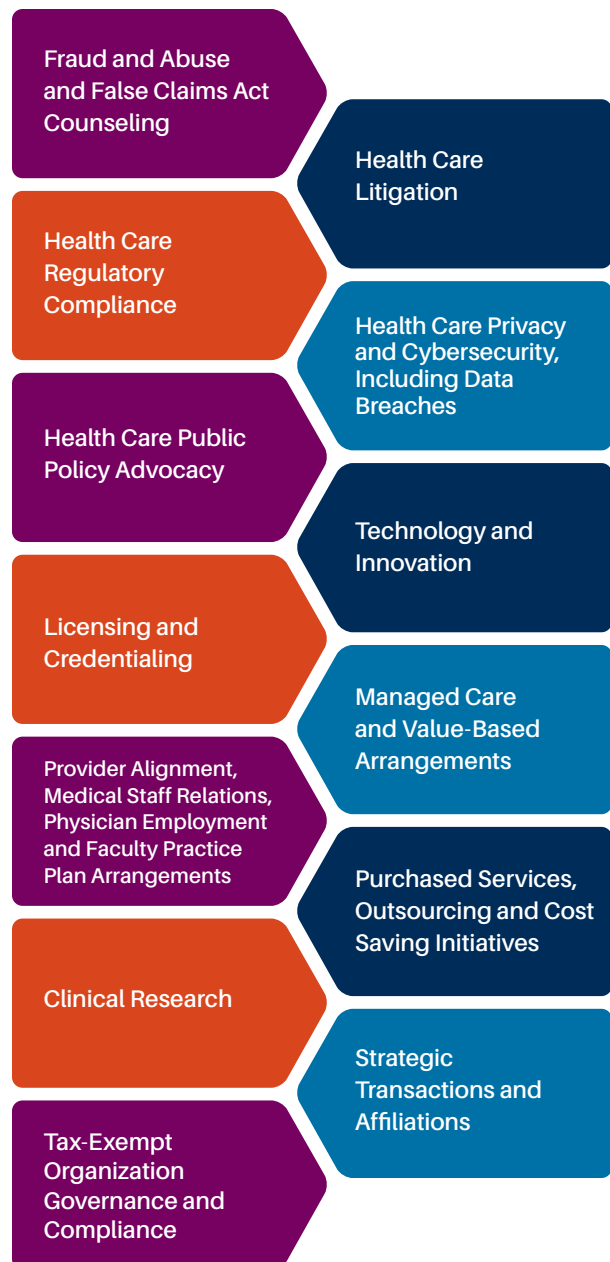 Fraud and Abuse
and False Claims Act
Counseling
Health Care
Litigation
Health Care
Regulatory
Compliance
Health Care Privacy
and Cybersecurity,
Including Data
Breaches
Health Care Public
Policy Advocacy
Technology and
Innovation
Licensing and
Credentialing
Managed Care
and Value-Based
Arrangements
Provider Alignment,
Medical Staff Relations,
Physician Employment
and Faculty Practice
Plan Arrangements
Purchased Services,
Outsourcing and Cost
Saving Initiatives
Clinical Research
Strategic
Transactions and
Affiliations
Tax-Exempt
Organization
Governance and
Compliance